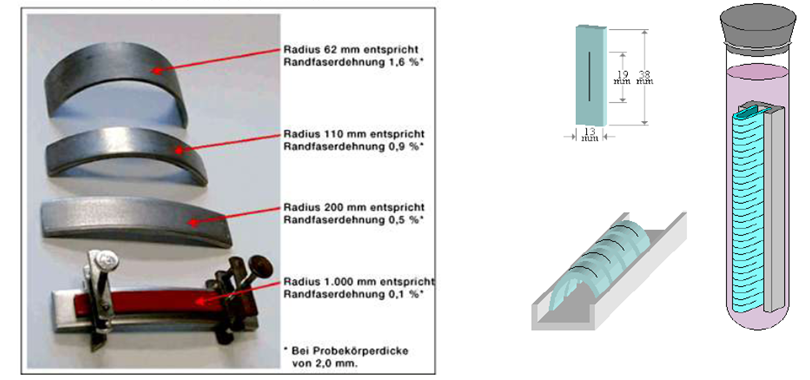 Radius 62 mm entspricht
Randfaserdehnung 1,6 %*
Radius 110 mm entspricht
Randfaserdehnung 0,9 %*
Radius 200 mm entspricht
Randfaserdehnung 0,5 %*
Radius 1.000 mm entspricht
Randfaserdehnung 0,1 %*
* Bei Probekörperdicke
von 2,0 mm.
19
mm
38
mm
13
mm